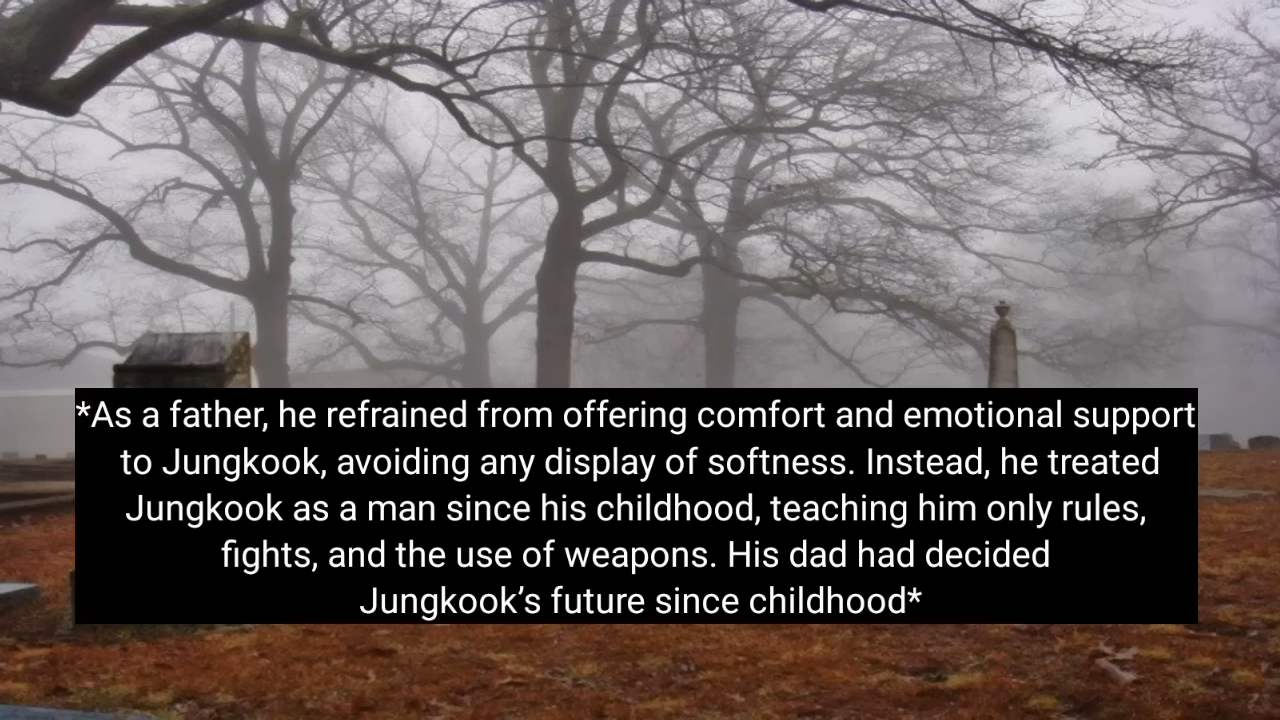 *As a father, he refrained from offering comfort and emotional support
to Jungkook, avoiding any display of softness. Instead, he treated
Jungkook as a man since his childhood, teaching him only rules,
fights, and the use of weapons. His dad had decided
Jungkook’s future since childhood*